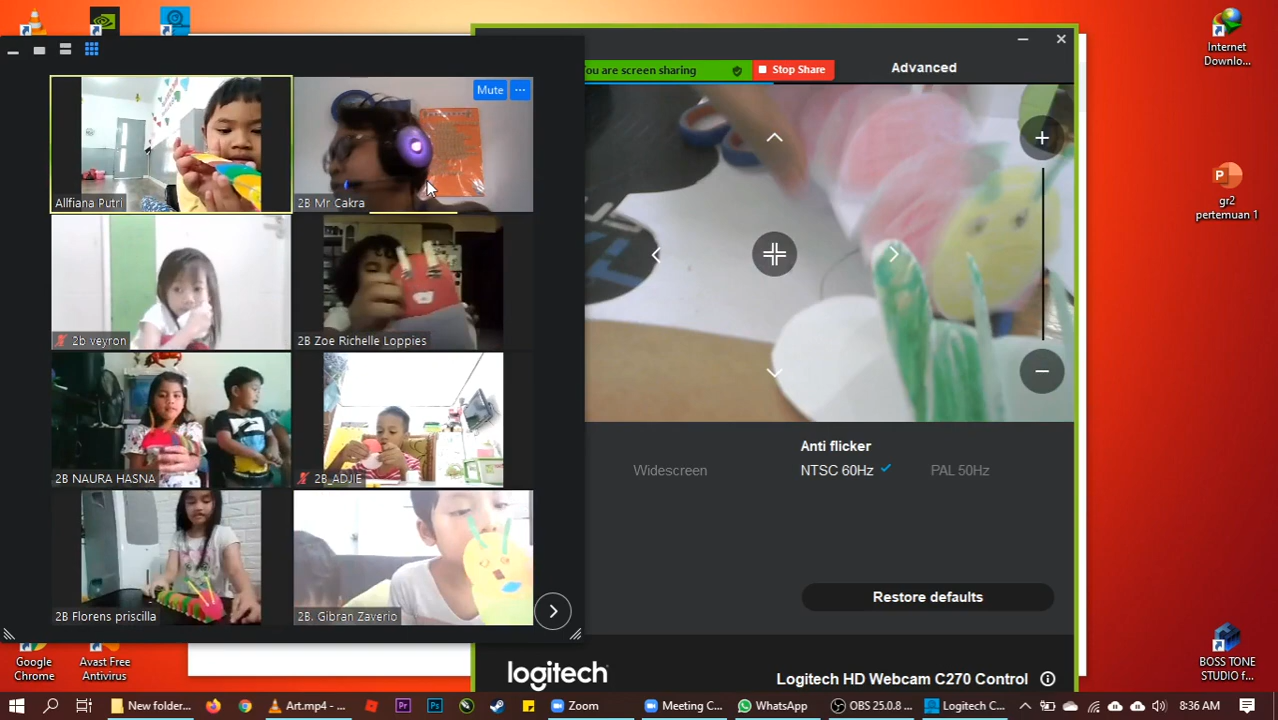 You are screen sharing
Stop Share
Advanced
Internet
Downlo...
Mute
...
Allfiana Putri
2B Mr Cakra
gr2
pertemuan 1
2b veyron
2B Zoe Richelle Loppies
2B NAURA HASNA
2B_ADJIE
Anti flicker
Widescreen
NTSC 60Hz
PAL 50Hz
2B Florens priscilla
2B. Gibran Zaverio
Restore defaults
Google
Chrome
Avast Free
Antivirus
logitech
Logitech HD Webcam C270 Control
BOSS TONE
STUDIO f...
New folder...
Art.mp4 - ...
Pr
Ps
Zoom
Meeting C...
WhatsApp
OBS 25.0.8 ...
Logitech C...
8:36 AM